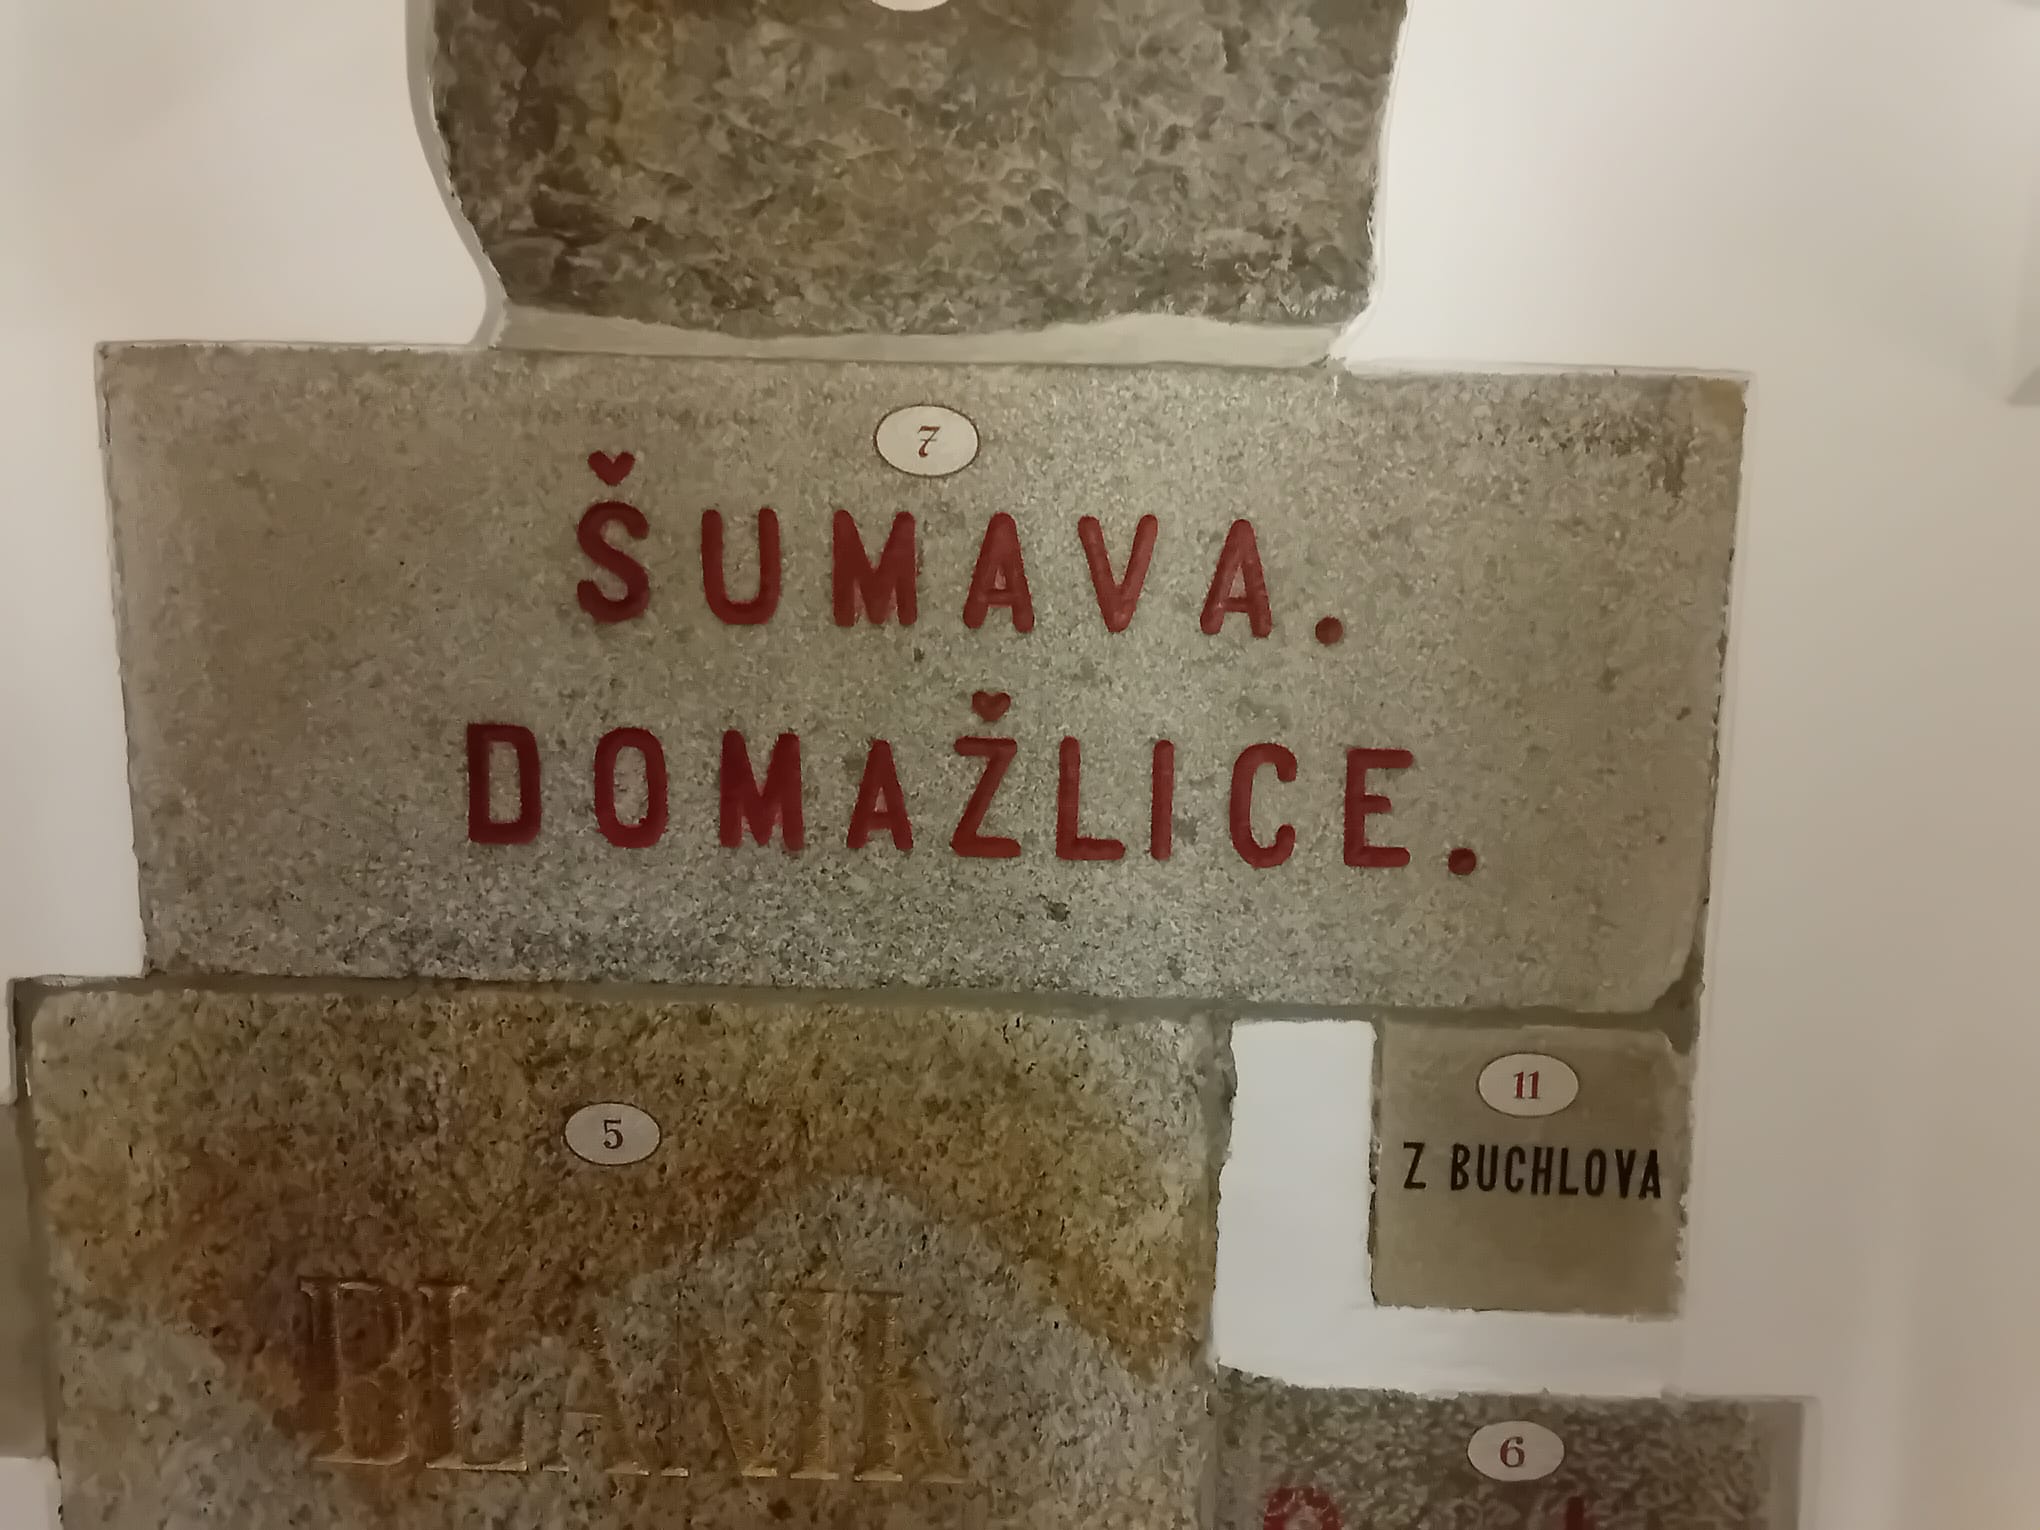 7
ŠUMAVA.
DOMAŽLICE.
5
11
Z BUCHLOVA
BLANÍK
6